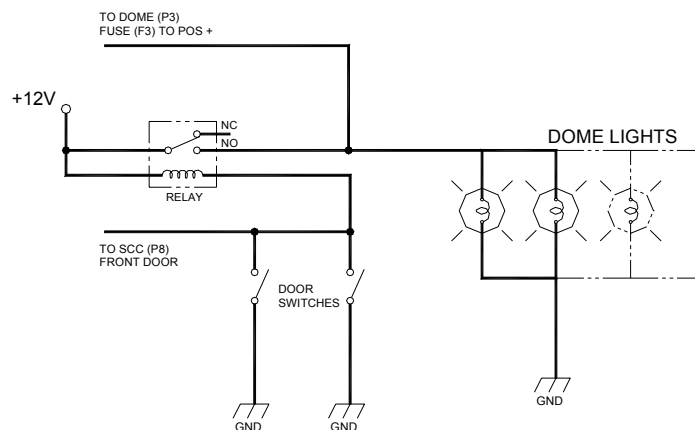 TO DOME (P3)
FUSE (F3) TO POS +
+12V
NC
NO
RELAY
DOME LIGHTS
TO SCC (P8)
FRONT DOOR
DOOR
SWITCHES
GND
GND
GND